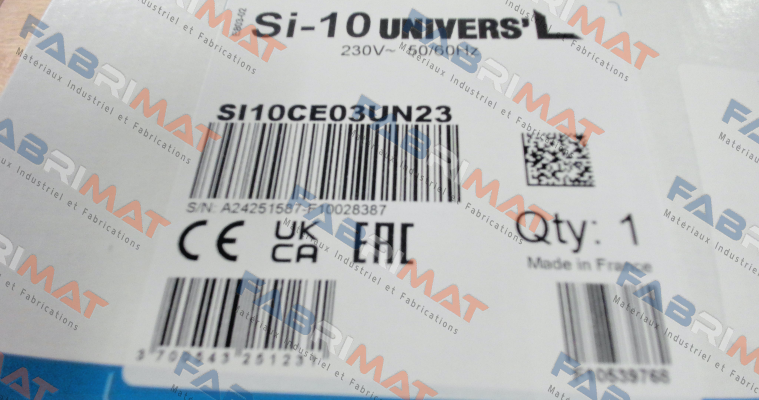 Si-10 UNIVERS'L
230V~ 50/60Hz
SI10CE03UN23
S/N: A24251587-F10028387
CE UK CA EAC
Qty: 1
Made in France
FABRIMAT
Matériaux Industriel et Fabrications